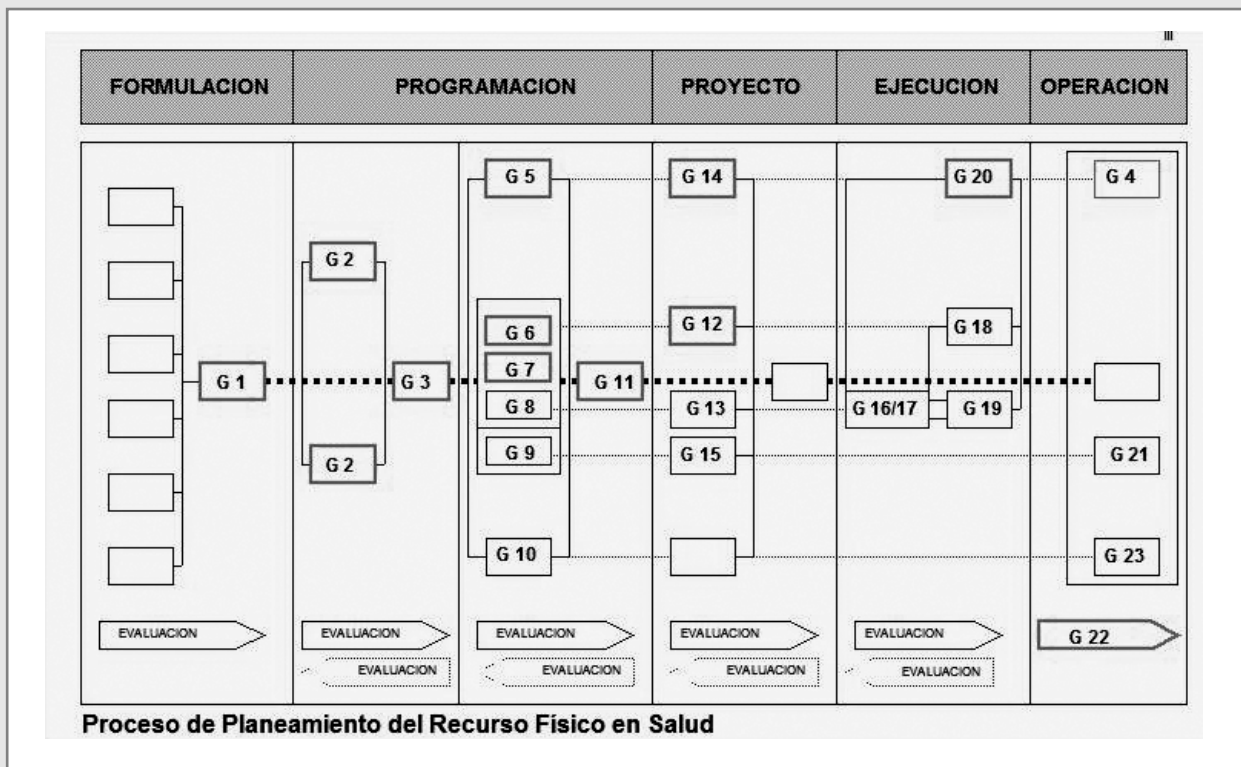 III
FORMULACION
PROGRAMACION
PROYECTO
EJECUCION
OPERACION
G 5
G 14
G 20
G 4
G 2
G 6
G 12
G 18
G 7
G 1
G 3
G 11
G 8
G 13
G 16/17
G 19
G 2
G 9
G 15
G 21
G 10
G 23
EVALUACION
EVALUACION
EVALUACION
EVALUACION
EVALUACION
G 22
EVALUACION
EVALUACION
EVALUACION
EVALUACION
Proceso de Planeamiento del Recurso Físico en Salud